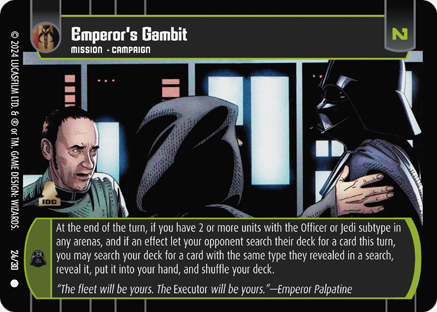 Emperor's Gambit
MISSION - CAMPAIGN
N
© 2024 LUCASFILM LTD. & ® or TM. GAME DESIGN: WIZARDS.
100
At the end of the turn, if you have 2 or more units with the Officer or Jedi subtype in
any arenas, and if an effect let your opponent search their deck for a card this turn,
you may search your deck for a card with the same type they revealed in a search,
reveal it, put it into your hand, and shuffle your deck.
"The fleet will be yours. The Executor will be yours."—Emperor Palpatine